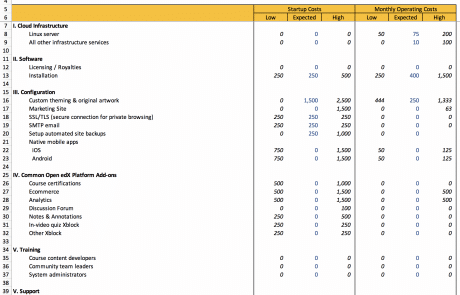 4
5 Startup Costs Monthly Operating Costs
6 Low Expected High Low Expected High
7 I. Cloud Infrastructure
8 Linux server 0 0 0 50 75 200
9 All other infrastructure services 0 0 0 0 10 100
10
11 II. Software
12 Licensing / Royalties 0 0 0 0 0 0
13 Installation 250 250 500 250 400 1,500
14
15 III. Configuration
16 Custom theming & original artwork 0 1,500 2,500 444 250 1,333
17 Marketing Site 0 0 1,500 0 0 63
18 SSL/TLS (secure connection for private browsing) 250 250 250 0 0 0
19 SMTP email 250 250 250 0 0 0
20 Setup automated site backups 0 250 1,000 0 0
21 Native mobile apps
22 iOS 750 0 1,500 50 0 125
23 Android 750 0 1,500 50 0 125
24
25 IV. Common Open edX Platform Add-ons
26 Course certifications 500 0 1,000 0 0 0
27 Ecommerce 500 0 1,500 0 0 500
28 Analytics 500 0 1,500 0 0 500
29 Discussion Forum 0 0 100 0 0 0
30 Notes & Annotations 250 0 500 0 0 0
31 In-video quiz Xblock 250 0 250 0 0 0
32 Other Xblock 250 0 250 0 0 0
33
34 V. Training
35 Course content developers 0 0 0 0 0 0
36 Community team leaders 0 0 0 0 0 0
37 System administrators 0 0 0 0 0 0
38
39 V. Support